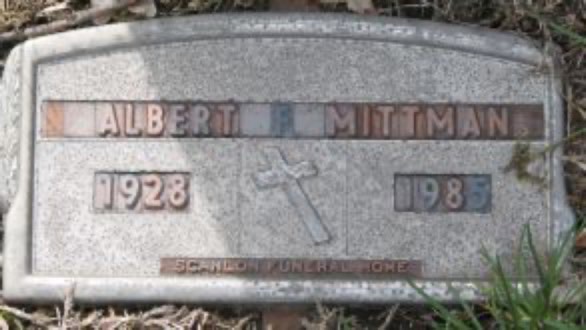 ALBERT F MITTMAN
1928 1985
SCANLON FUNERAL HOME